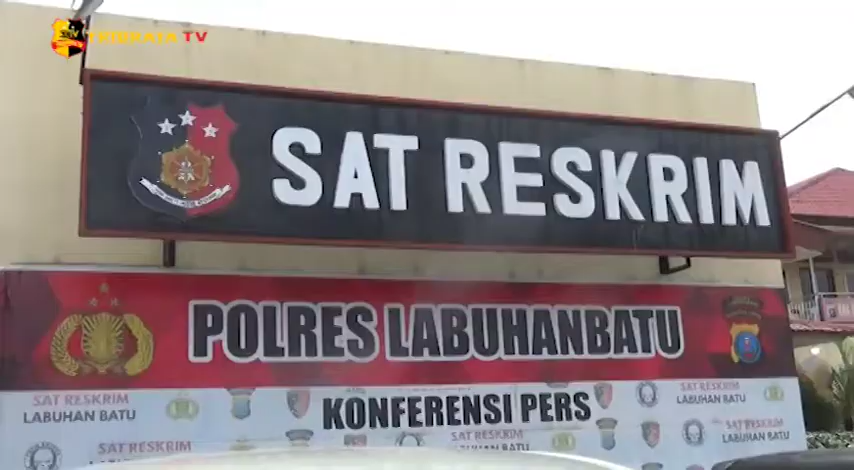 TRIBRATA TV
SAT RESKRIM
POLRES LABUHANBATU
KONFERENSI PERS
SAT RESKRIM
LABUHAN BATU
SAT RESKRIM
SAT RESKRIM
LABUHAN BATU
SAT RESKRIM
BATU
SAT RESKRIM
LABUHAN BATU